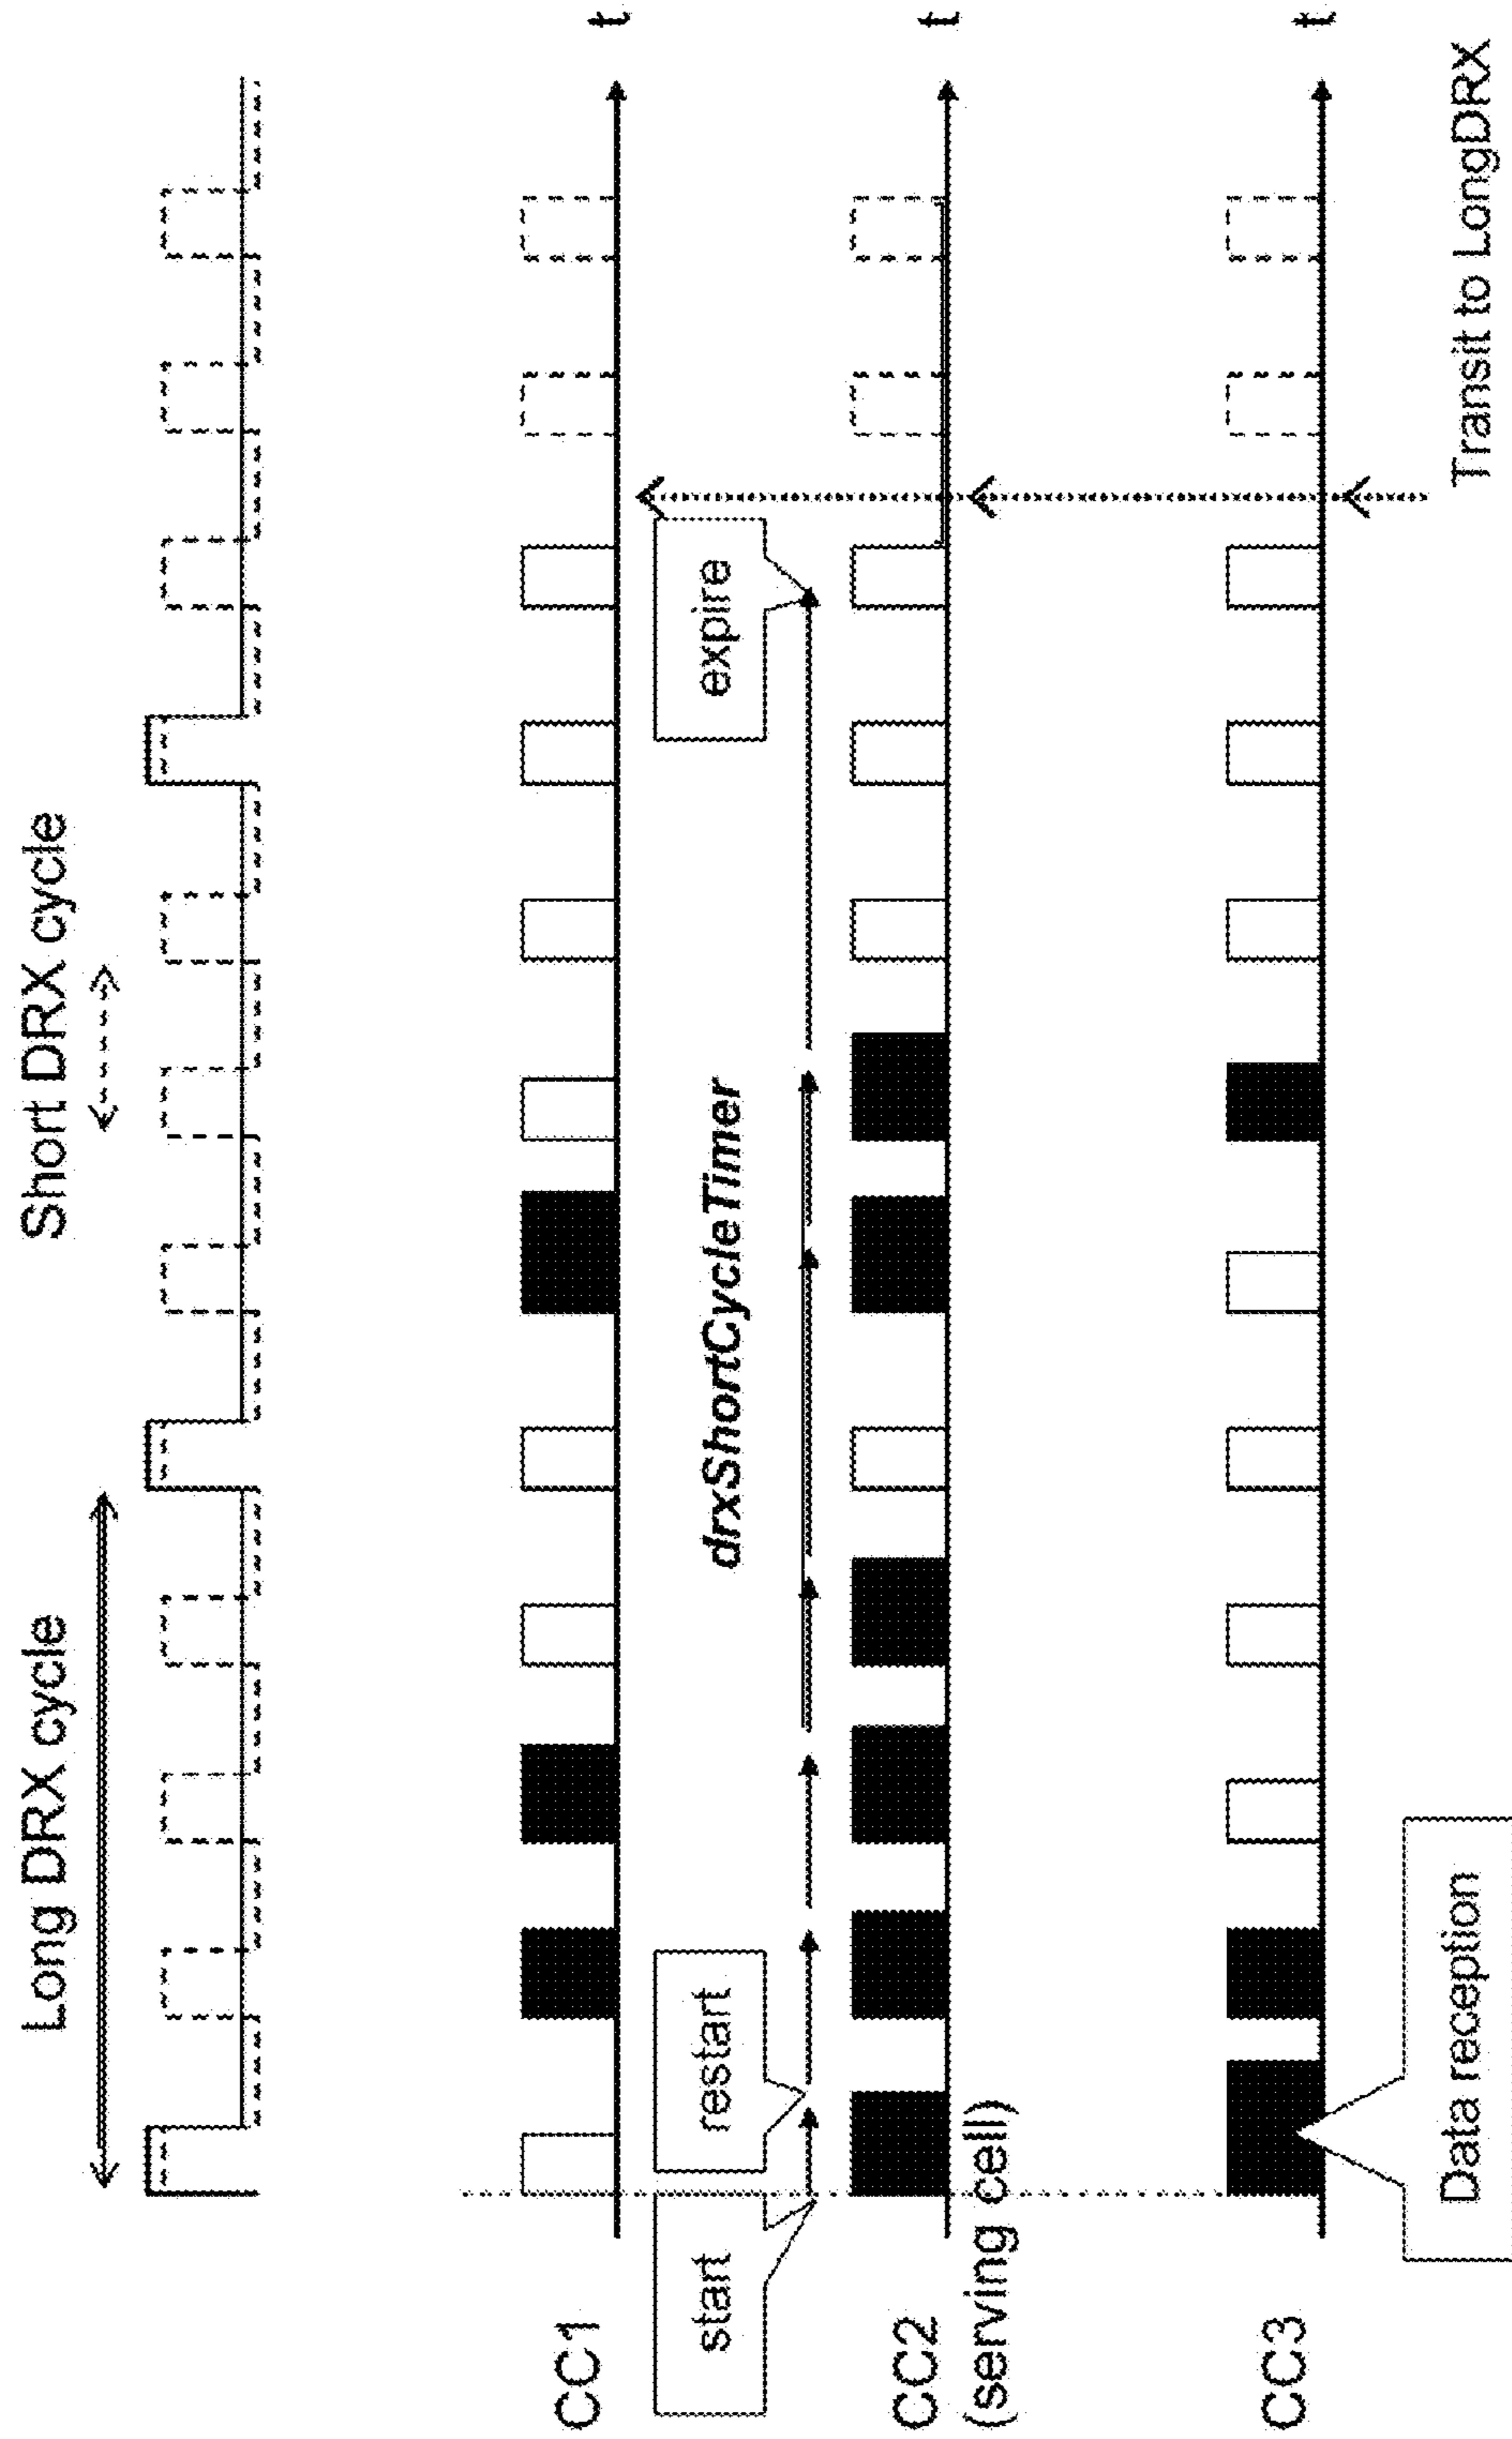 Long DRX cycle
Short DRX cycle
CC1
t
start
restart
drxShortCycleTimer
expire
CC2
(serving cell)
t
CC3
t
Data reception
Transit to LongDRX